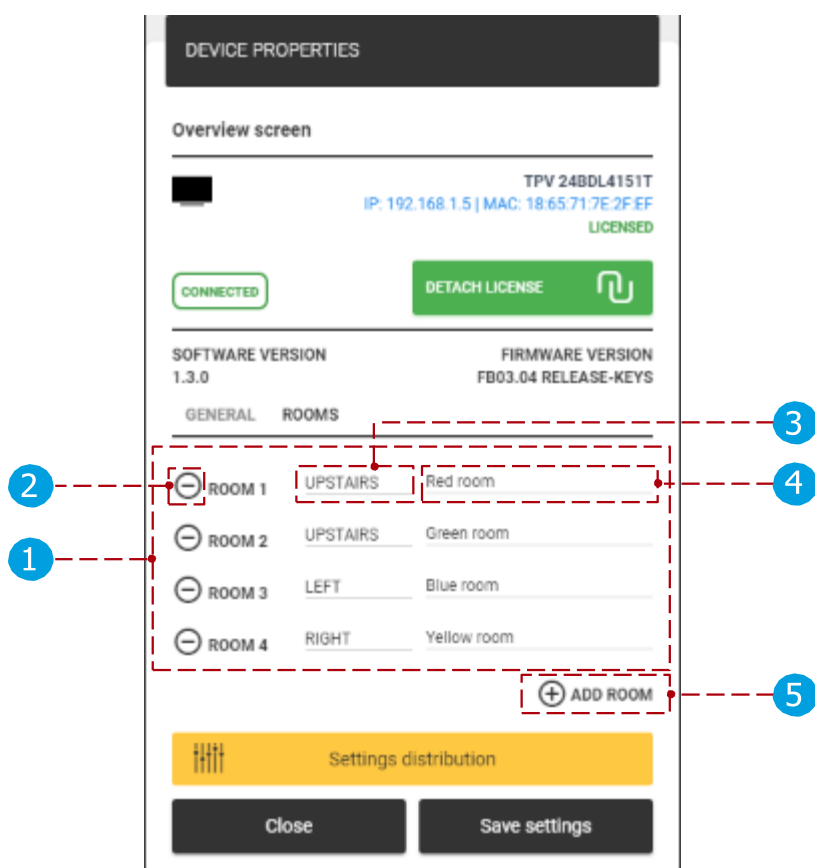 DEVICE PROPERTIES
Overview screen
TPV 24BDL4151T
IP: 192.168.1.5 | MAC: 18:65:71:7E:2F:EF
LICENSED
CONNECTED
DETACH LICENSE
SOFTWARE VERSION FIRMWARE VERSION
1.3.0 FB03.04 RELEASE-KEYS
GENERAL ROOMS
3
2 ROOM 1 UPSTAIRS Red room 4
ROOM 2 UPSTAIRS Green room
1
ROOM 3 LEFT Blue room
ROOM 4 RIGHT Yellow room
ADD ROOM 5
Settings distribution
Close Save settings